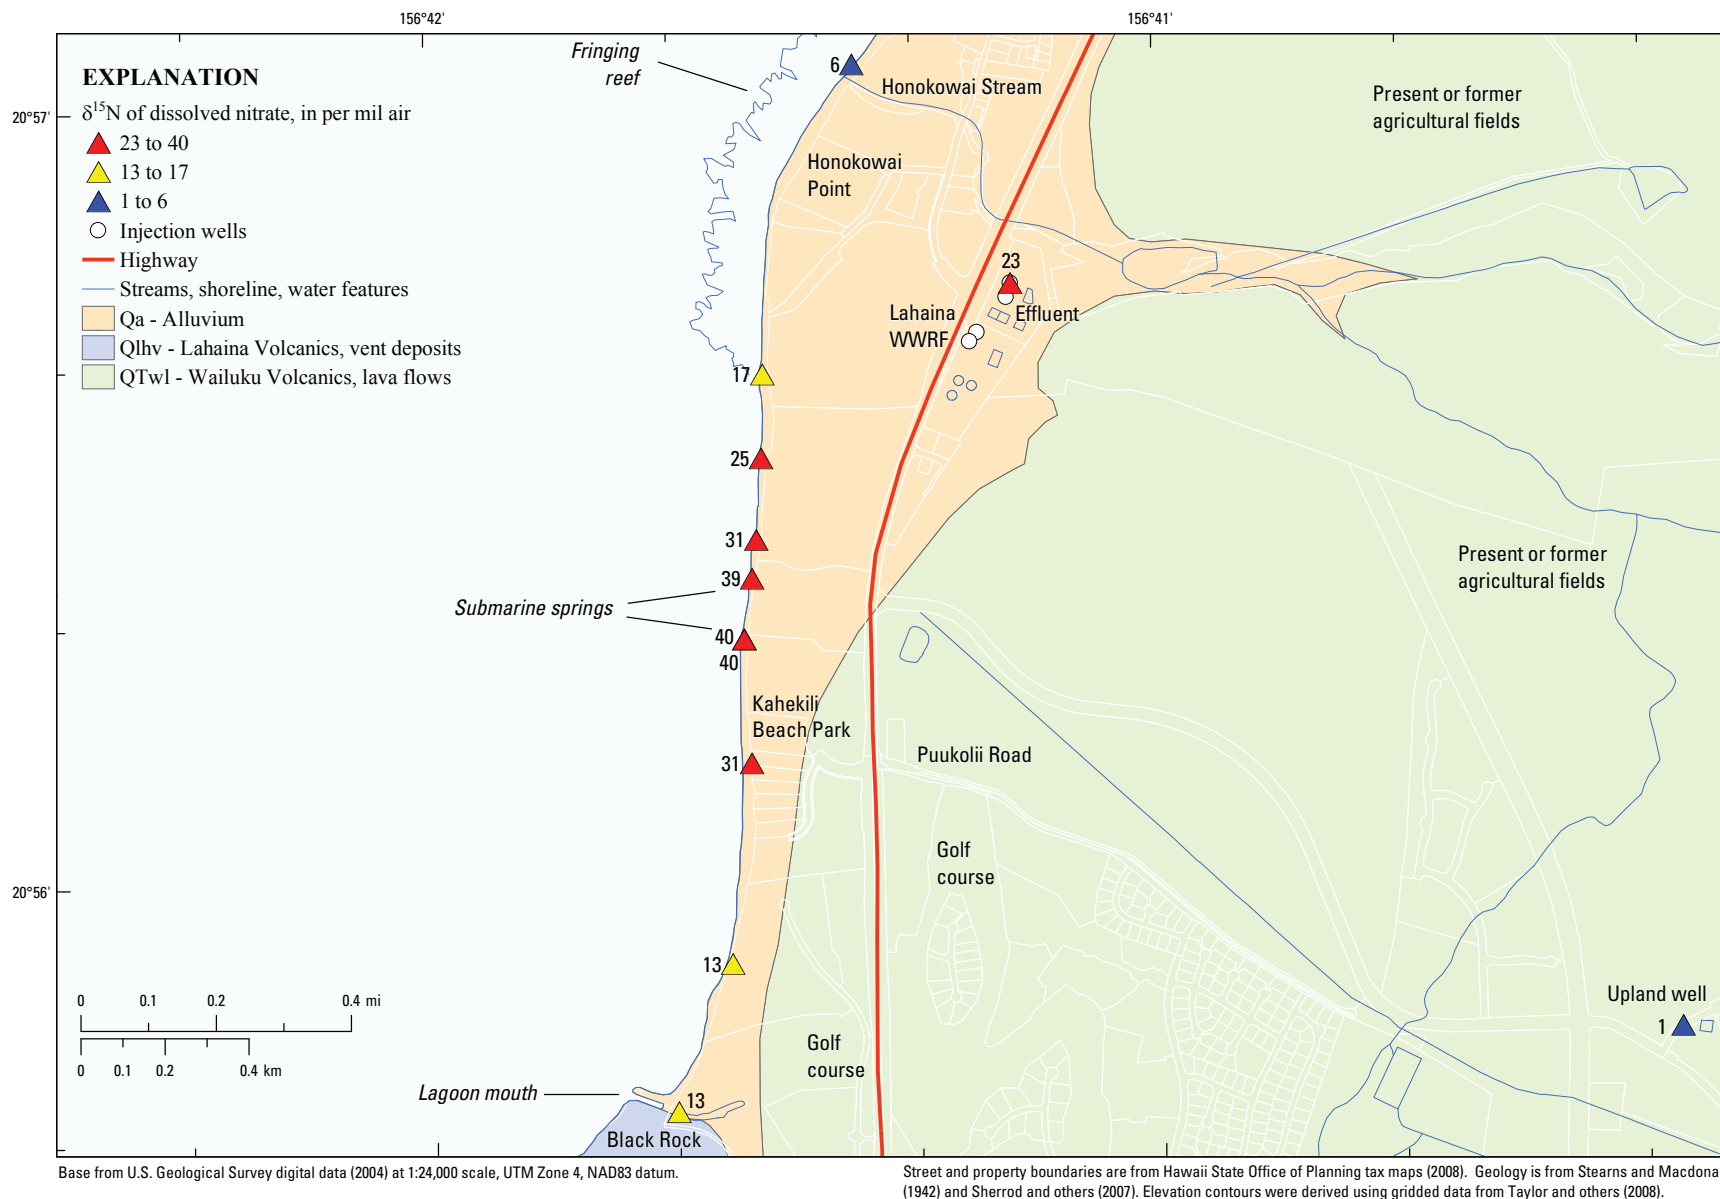 156°42'
156°41'
20°57'
20°56'
EXPLANATION
δ15N of dissolved nitrate, in per mil air
23 to 40
13 to 17
1 to 6
Injection wells
Highway
Streams, shoreline, water features
Qa - Alluvium
Qlhv - Lahaina Volcanics, vent deposits
QTwl - Wailuku Volcanics, lava flows
Fringing
reef
6
Honokowai Stream
Present or former
agricultural fields
Honokowai
Point
23
Effluent
Lahaina
WWRF
17
25
31
39
Submarine springs
40
40
Present or former
agricultural fields
Kahekili
Beach Park
31
Puukolii Road
Golf
course
13
Upland well
1
Golf
course
0 0.1 0.2 0.4 mi
0 0.1 0.2 0.4 km
Lagoon mouth
13
Black Rock
Base from U.S. Geological Survey digital data (2004) at 1:24,000 scale, UTM Zone 4, NAD83 datum.
Street and property boundaries are from Hawaii State Office of Planning tax maps (2008). Geology is from Stearns and Macdona
(1942) and Sherrod and others (2007). Elevation contours were derived using gridded data from Taylor and others (2008).